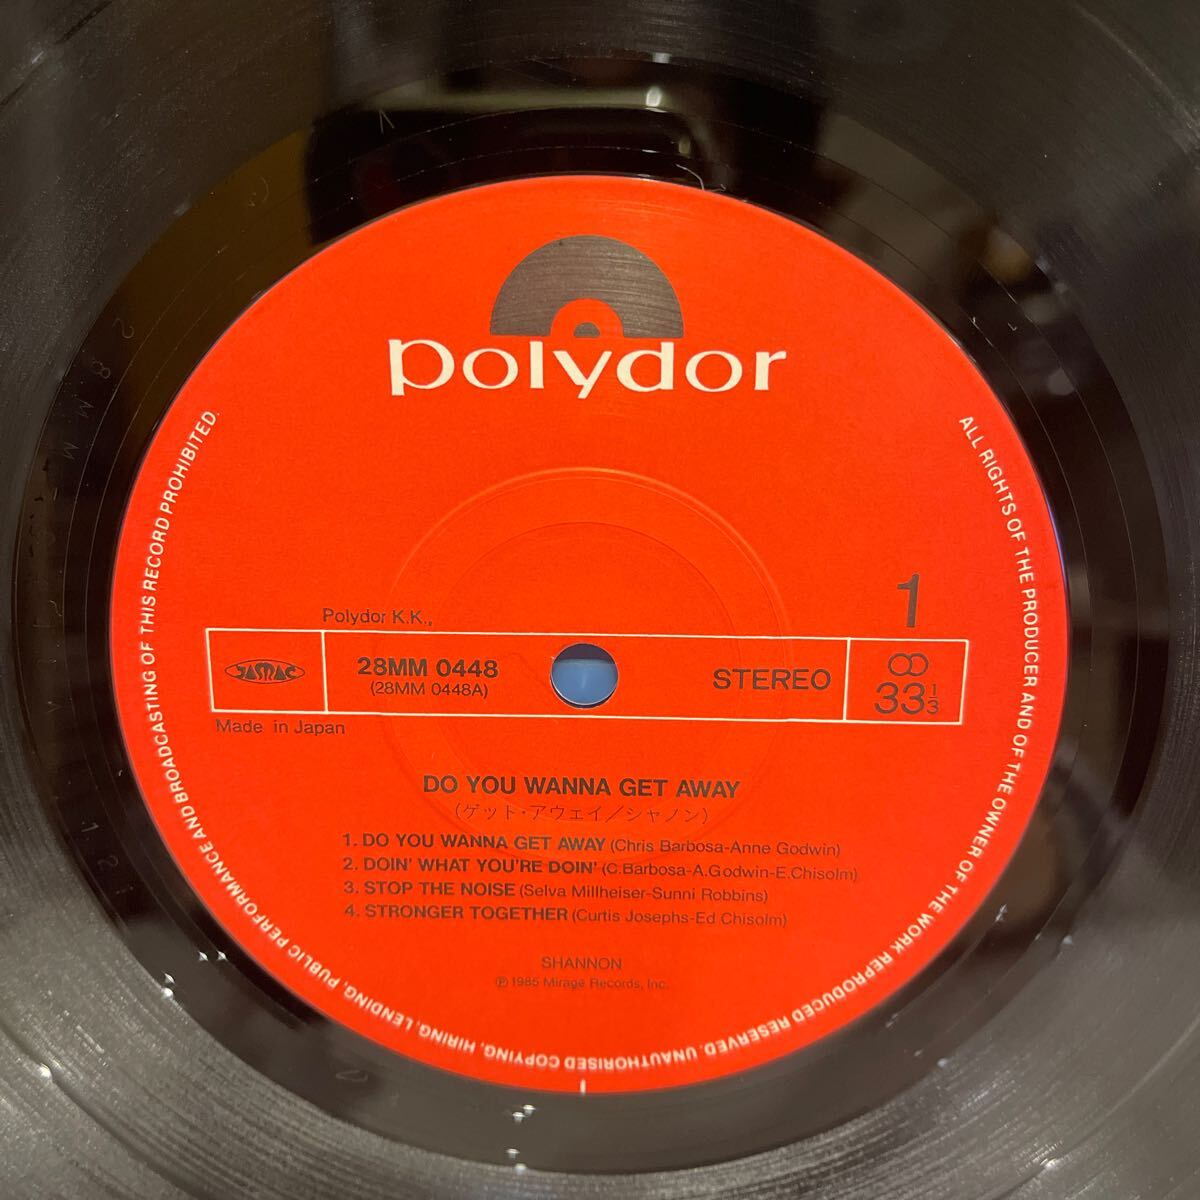 polydor
1
Polydor K.K.,
JASRAC
28MM 0448
(28MM 0448A)
STEREO
33 1/3
Made in Japan
DO YOU WANNA GET AWAY
(ゲット・アウェイ／シャノン)
1. DO YOU WANNA GET AWAY (Chris Barbosa-Anne Godwin)
2. DOIN' WHAT YOU'RE DOIN' (C.Barbosa-A.Godwin-E.Chisolm)
3. STOP THE NOISE (Selva Millheiser-Sunni Robbins)
4. STRONGER TOGETHER (Curtis Josephs-Ed Chisolm)
SHANNON
℗ 1985 Mirage Records, Inc.
ALL RIGHTS OF THE PRODUCER AND OF THE OWNER OF THE WORK REPRODUCED RESERVED. UNAUTHORISED COPYING, HIRING, LENDING, PUBLIC PERFORMANCE AND BROADCASTING OF THIS RECORD PROHIBITED.